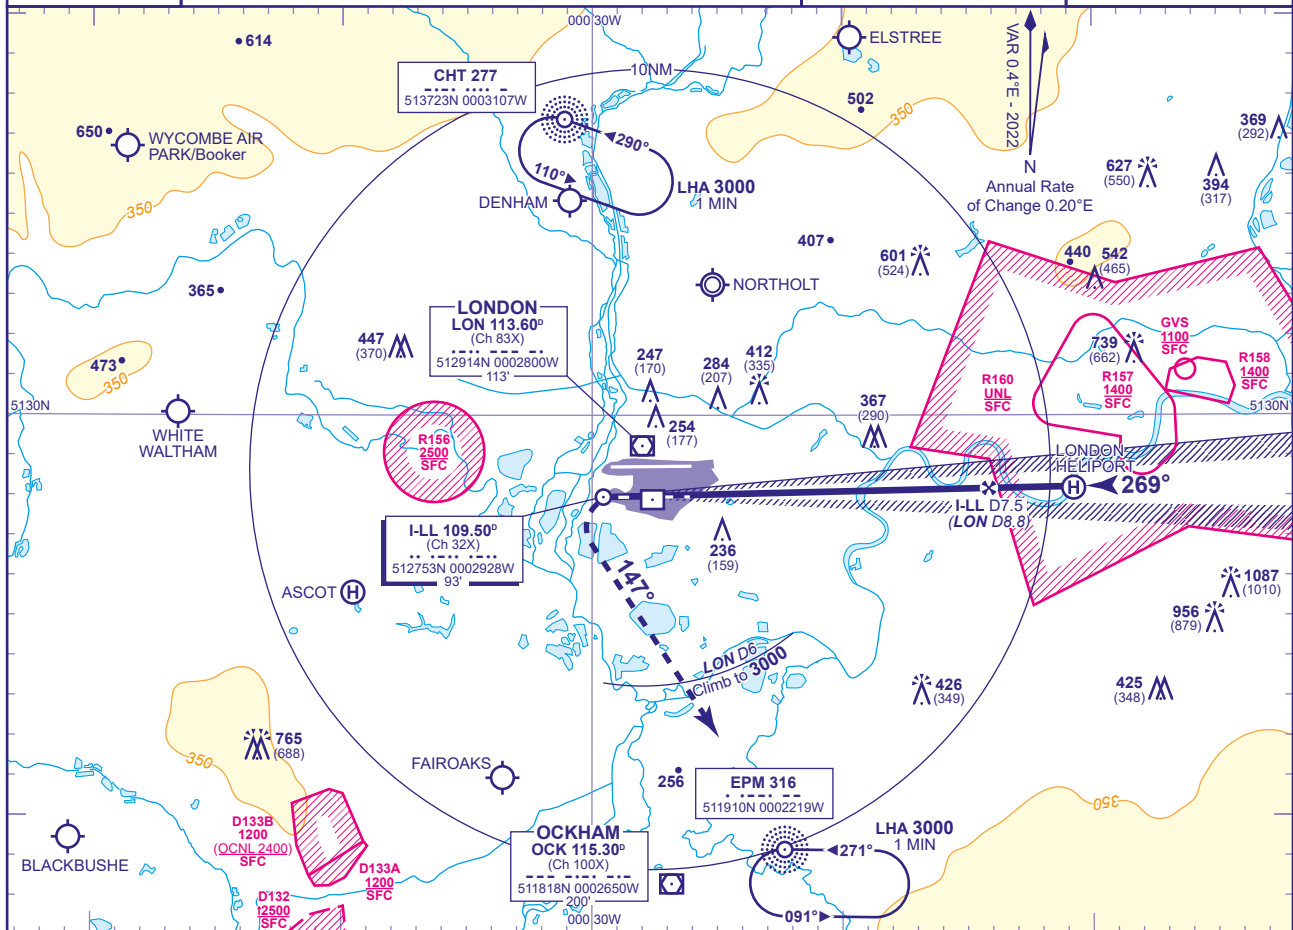 000 30W
VAR 0.4°E - 2022
N
Annual Rate
of Change 0.20°E
614
ELSTREE
10NM
CHT 277
513723N 0003107W
502
350
650
WYCOMBE AIR
PARK/Booker
290°
110°
DENHAM
LHA 3000
1 MIN
369
(292)
627
(550)
394
(317)
350
407
601
(524)
440
542
(465)
365
NORTHOLT
LONDON
LON 113.60ᴰ
(Ch 83X)
512914N 0002800W
113'
447
(370)
247
(170)
284
(207)
412
(335)
739
(662)
GVS
1100
SFC
R158
1400
SFC
R157
1400
SFC
R160
UNL
SFC
473
350
367
(290)
5130N
5130N
WHITE
WALTHAM
R156
2500
SFC
254
(177)
LONDON
HELIPORT
H
269°
I-LL D7.5
(LON D8.8)
I-LL 109.50ᴰ
(Ch 32X)
512753N 0002928W
93'
236
(159)
ASCOT
H
147°
1087
(1010)
956
(879)
LON D6
Climb to 3000
426
(349)
425
(348)
765
(688)
350
FAIROAKS
256
EPM 316
511910N 0002219W
350
D133B
1200
(OCNL 2400)
SFC
BLACKBUSHE
OCKHAM
OCK 115.30ᴰ
(Ch 100X)
511818N 0002650W
200'
LHA 3000
1 MIN
271°
091°
D133A
1200
SFC
D132
2500
SFC
000 30W